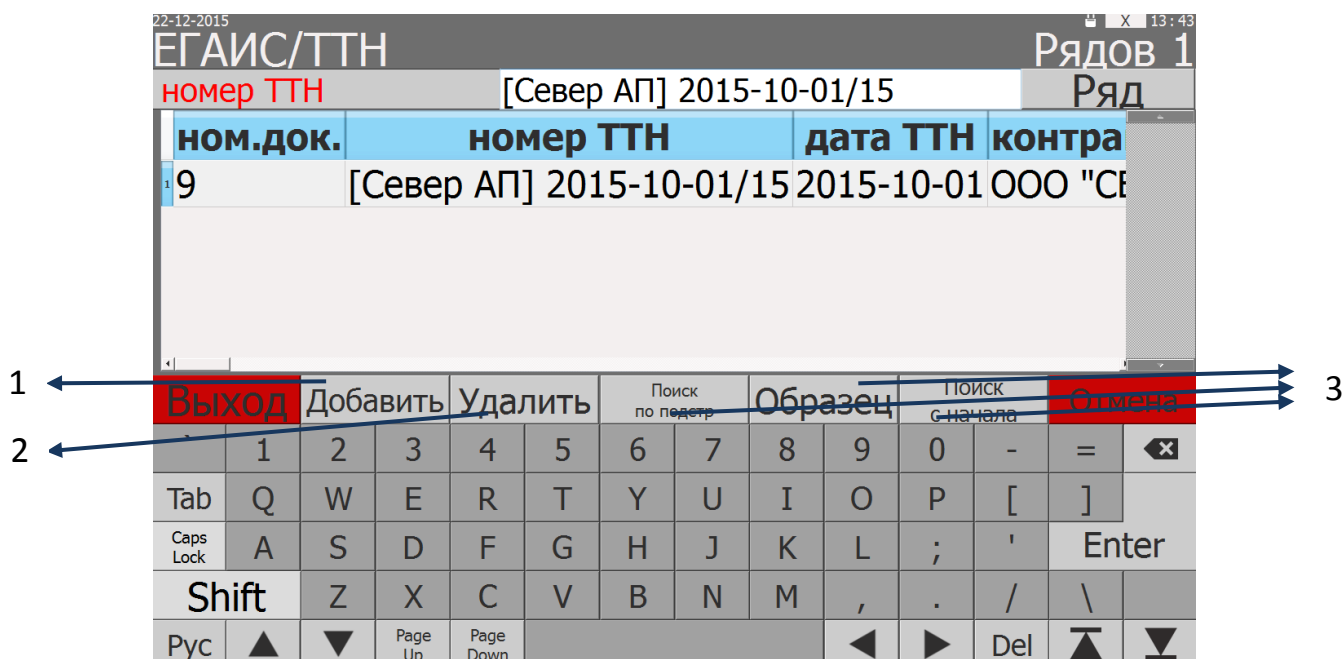 22-12-2015 X 13:43
ЕГАИС/ТТН Рядов 1
номер ТТН [Север АП] 2015-10-01/15 Ряд
ном.док. номер ТТН дата ТТН контра
1 9 [Север АП] 2015-10-01/15 2015-10-01 ООО "СЕ
1 3
Выход Добавить Удалить Поиск по подстр Образец Поиск с начала Отмена
2
` 1 2 3 4 5 6 7 8 9 0 - =
Tab Q W E R T Y U I O P [ ]
Caps Lock A S D F G H J K L ; ' Enter
Shift Z X C V B N M , . / \
Рус Page Up Page Down Del